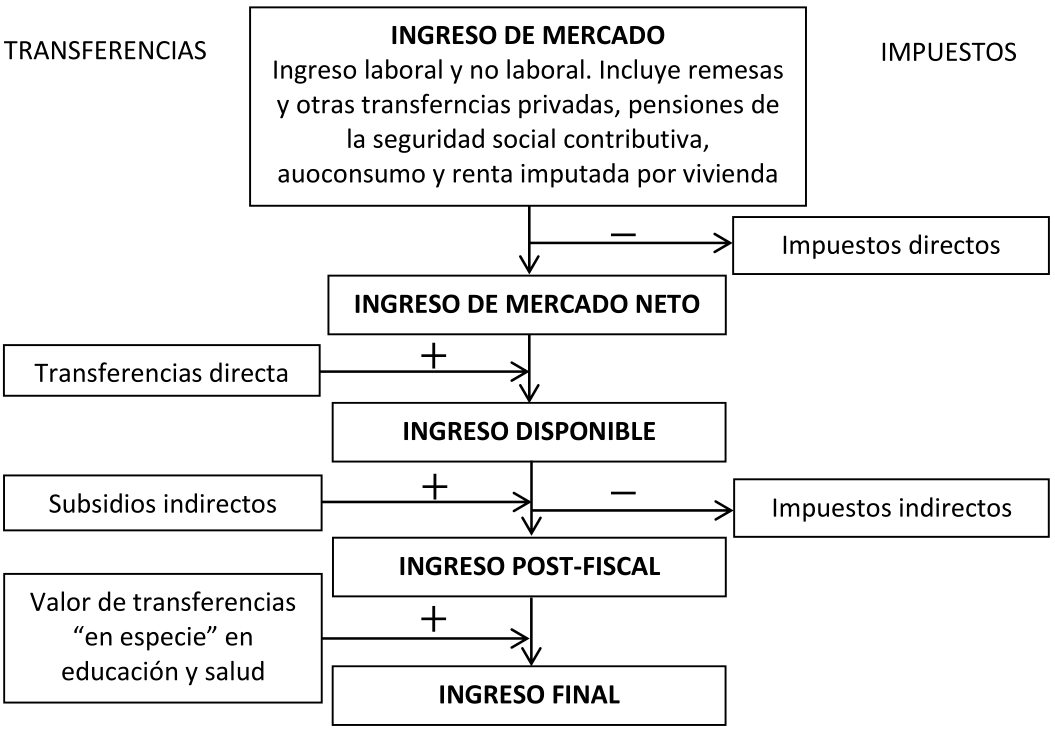 TRANSFERENCIAS
INGRESO DE MERCADO
Ingreso laboral y no laboral. Incluye remesas
y otras transferncias privadas, pensiones de
la seguridad social contributiva,
auoconsumo y renta imputada por vivienda
IMPUESTOS
—
Impuestos directos
INGRESO DE MERCADO NETO
+
Transferencias directa
INGRESO DISPONIBLE
+
—
Subsidios indirectos
Impuestos indirectos
INGRESO POST-FISCAL
Valor de transferencias
“en especie” en
educación y salud
+
INGRESO FINAL